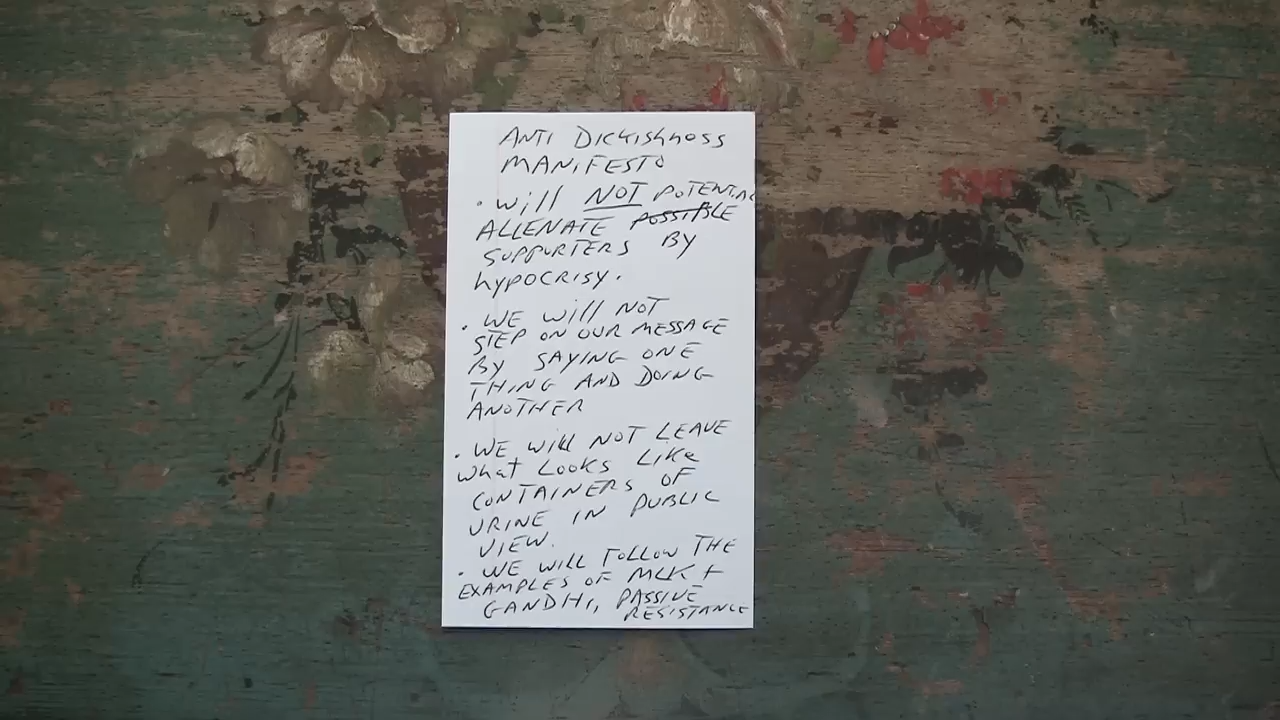 ANTI DICKishness
MANiFESTO
• Will NOT POTENTIAL
ALLENATE POSSIBLE
SUPPORTERS BY
hYPOCRISY.
• WE Will NOT
STEP ON OUR MESSAGE
BY SAYING ONE
THING AND DOING
ANOTHER
• WE Will NOT LEAVE
What LOOKS LiKe
CONTAINERS OF
URINE IN PUBLIC
VIEW.
• WE WILL FOLLOW THE
EXAMPLES OF MLK +
GANDHI, PASSIVE
RESISTANCE